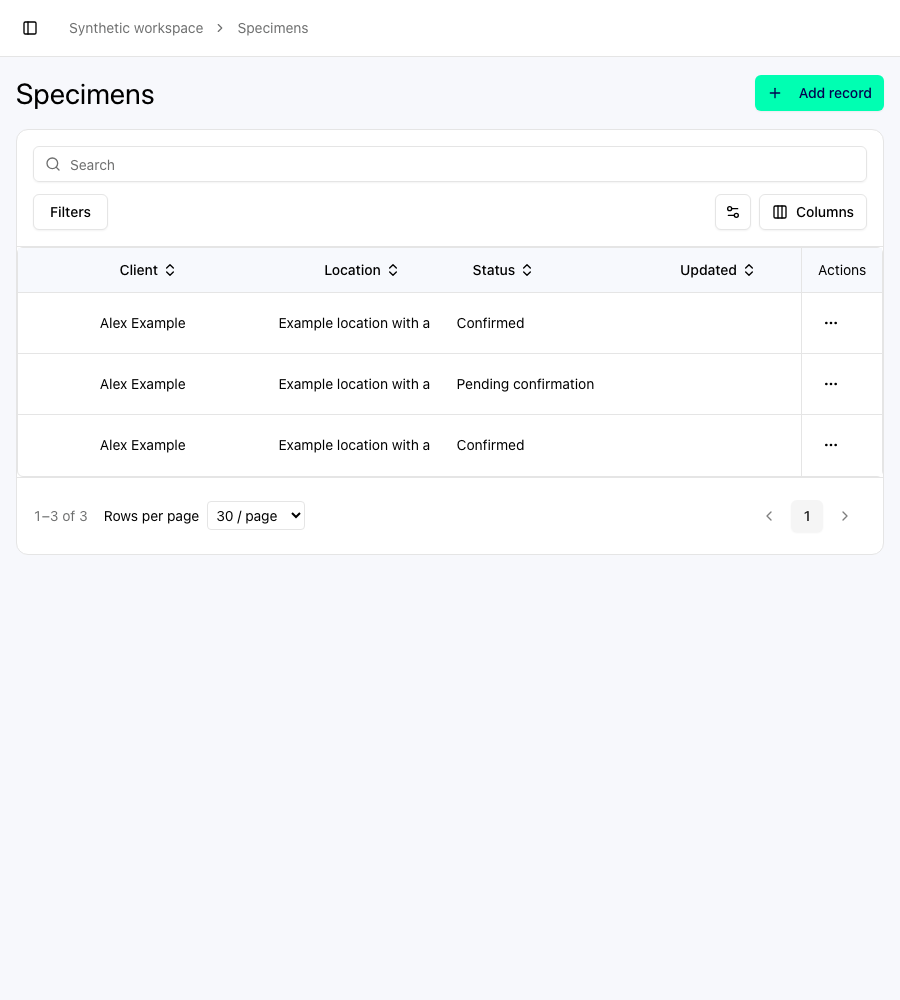 Synthetic workspace > Specimens
Specimens
Add record
Search
Filters
Columns
Client Location Status Updated Actions
Alex Example Example location with a Confirmed
Alex Example Example location with a Pending confirmation
Alex Example Example location with a Confirmed
1–3 of 3 Rows per page 30 / page 1